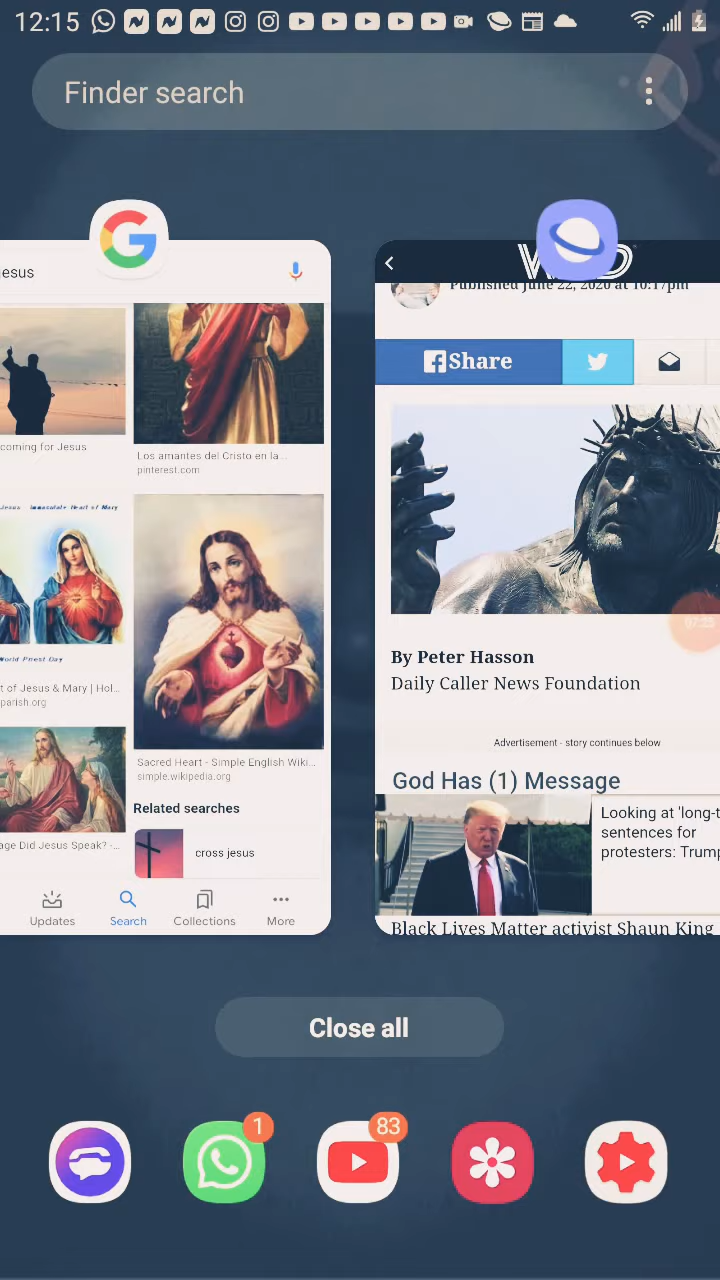 12:15
Finder search
esus
coming for Jesus
Los amantes del Cristo en la...
pinterest.com
Jesus Immaculate Heart of Mary
World Priest Day
t of Jesus & Mary | Hol...
parish.org
Sacred Heart - Simple English Wiki...
simple.wikipedia.org
age Did Jesus Speak? -...
Related searches
cross jesus
Updates
Search
Collections
More
Published June 22, 2020 at 10:17pm
Share
By Peter Hasson
Daily Caller News Foundation
Advertisement - story continues below
God Has (1) Message
Looking at 'long-t
sentences for
protesters: Trump
Black Lives Matter activist Shaun King
Close all
1
83